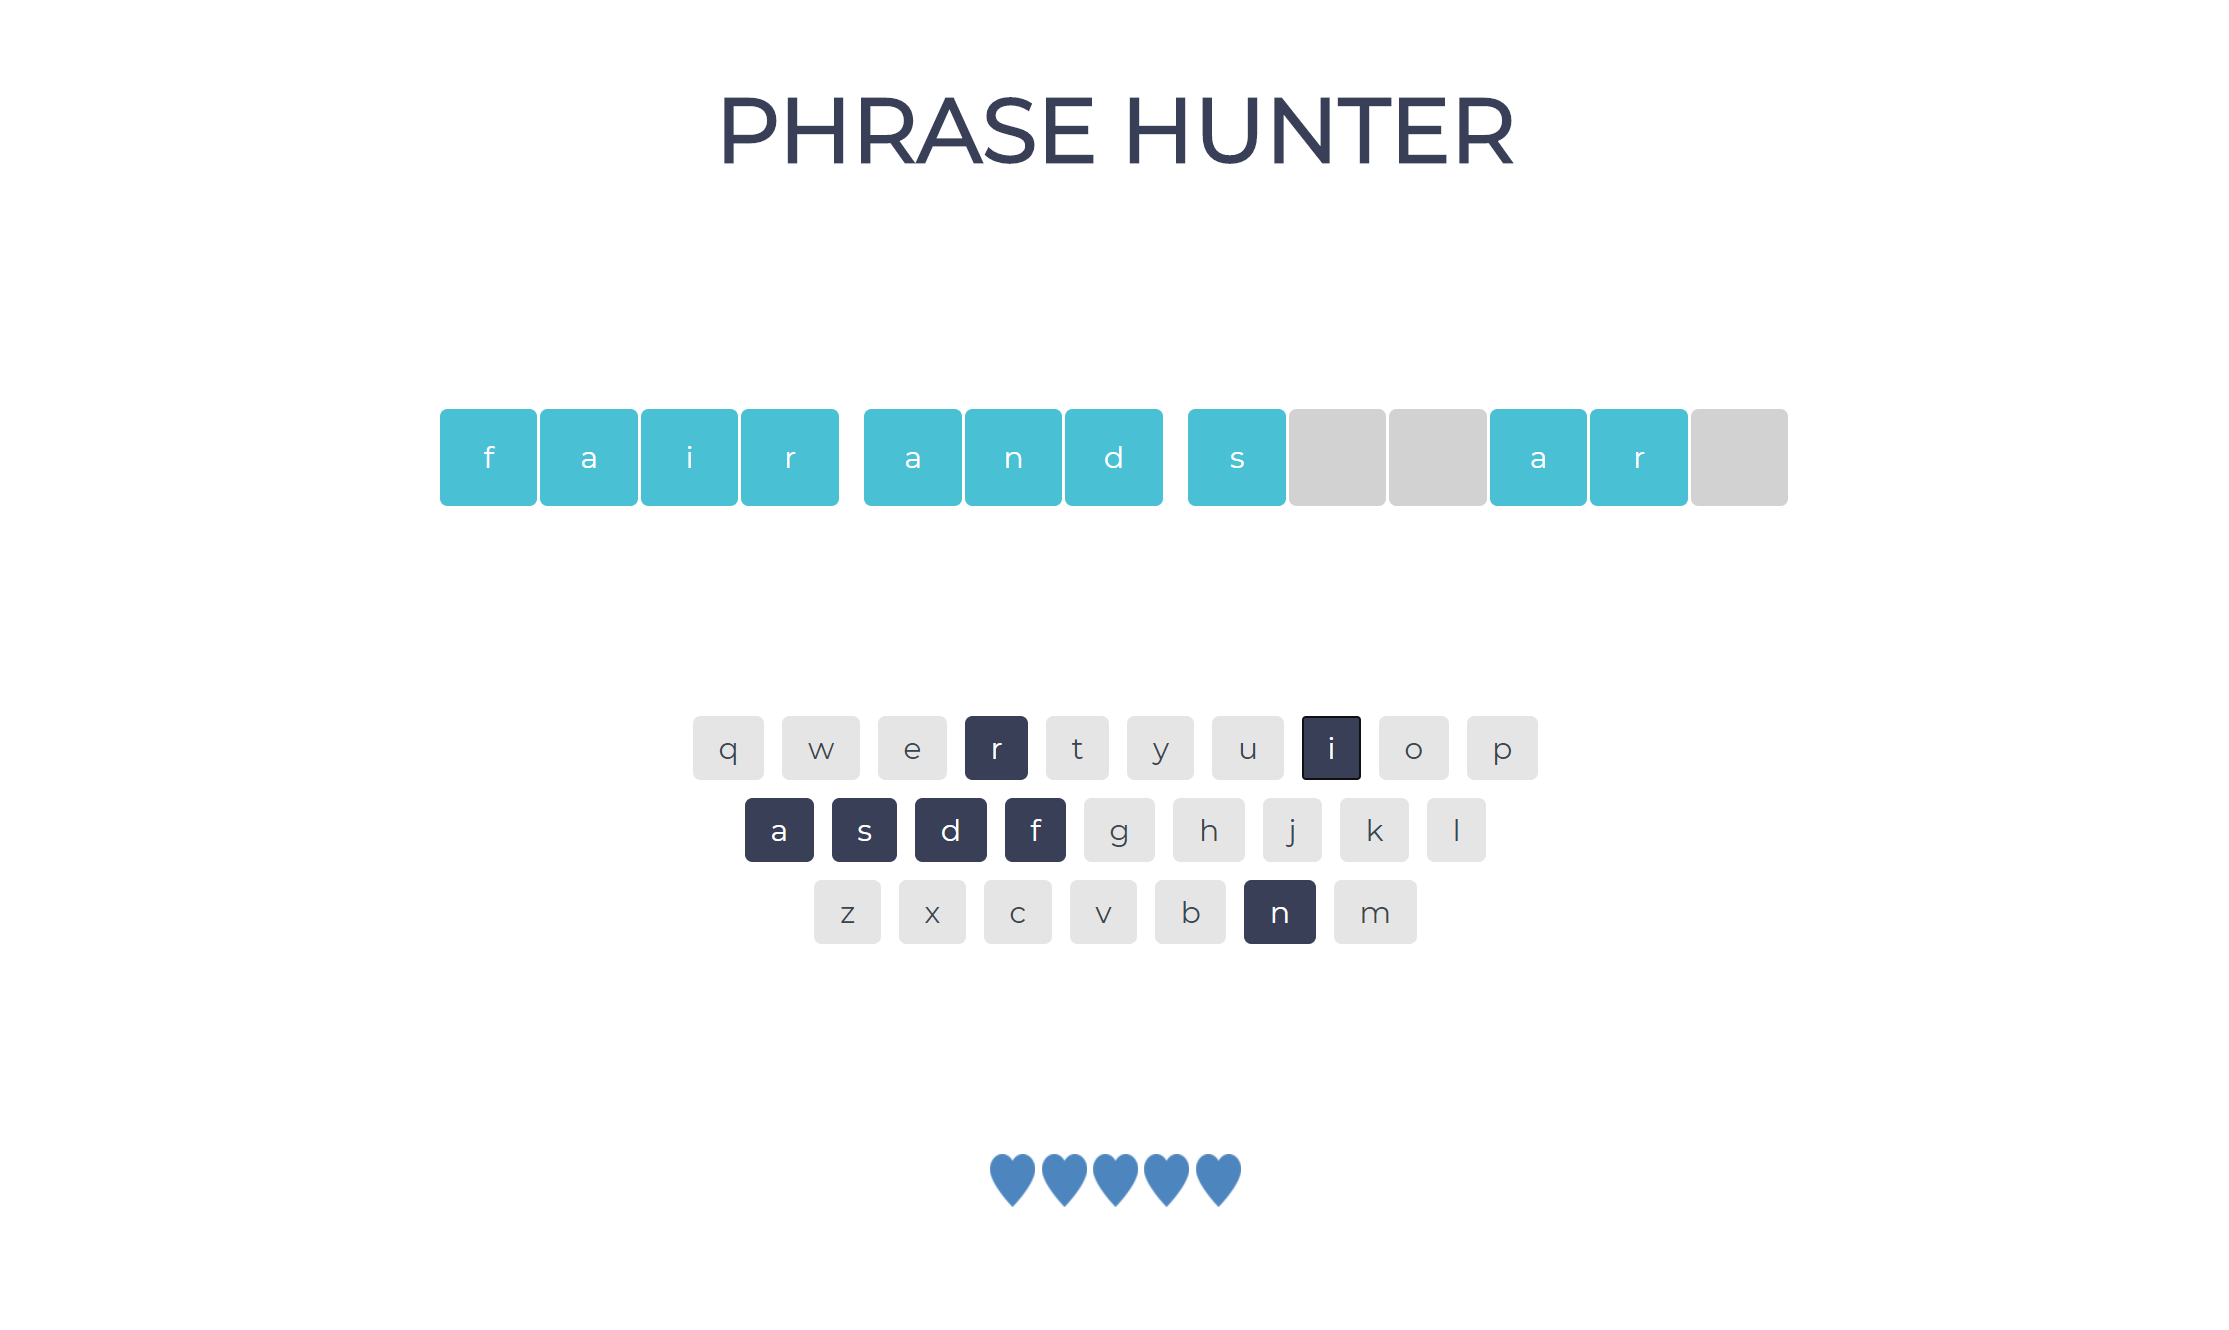 PHRASE HUNTER
f a i r a n d s a r
q w e r t y u i o p
a s d f g h j k l
z x c v b n m